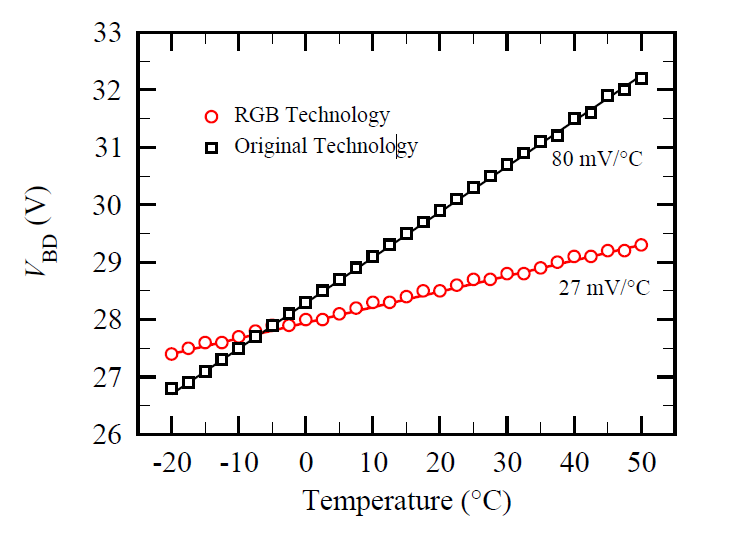 33
32
31
30
29
28
27
26
V_BD (V)
RGB Technology
Original Technology
80 mV/°C
27 mV/°C
-20 -10 0 10 20 30 40 50
Temperature (°C)